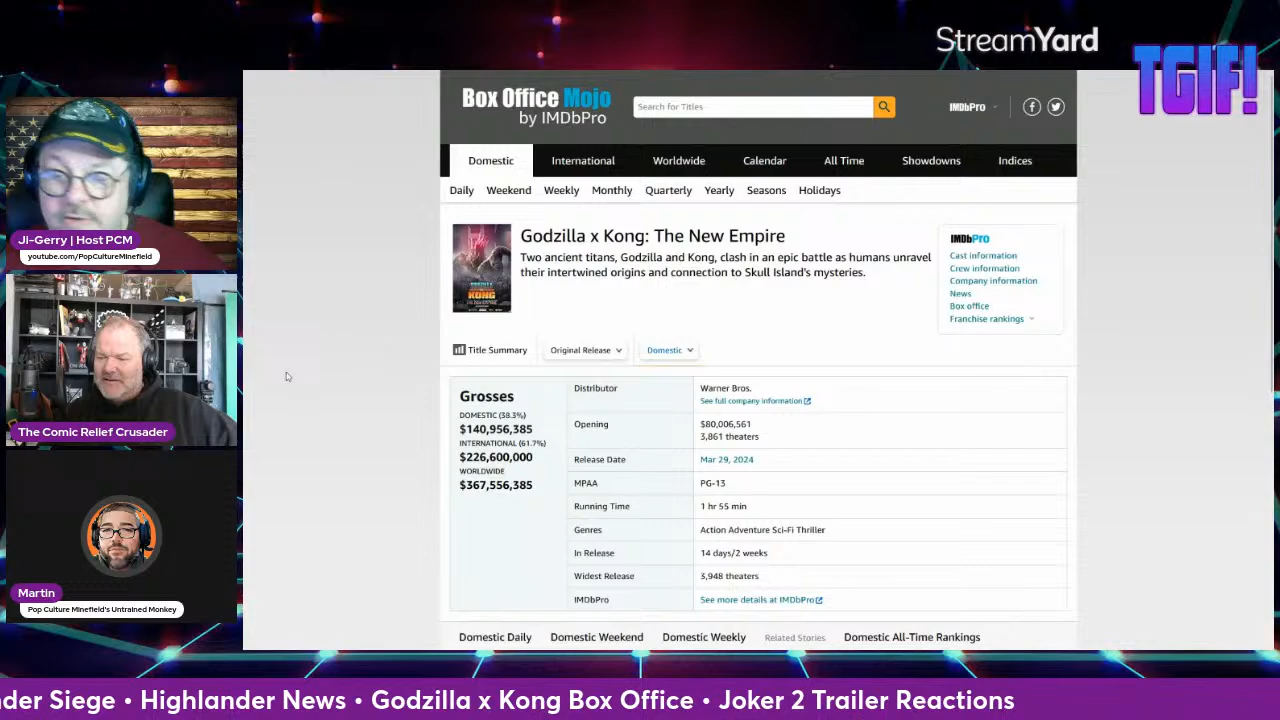 StreamYard
TGIF!
Box Office Mojo
by IMDbPro
Search for Titles
IMDbPro
Domestic
International
Worldwide
Calendar
All Time
Showdowns
Indices
Daily
Weekend
Weekly
Monthly
Quarterly
Yearly
Seasons
Holidays
Godzilla x Kong: The New Empire
Two ancient titans, Godzilla and Kong, clash in an epic battle as humans unravel
their intertwined origins and connection to Skull Island's mysteries.
KONG
IMDbPro
Cast information
Crew information
Company information
News
Box office
Franchise rankings
Title Summary
Original Release
Domestic
Grosses
DOMESTIC (38.3%)
$140,956,385
INTERNATIONAL (61.7%)
$226,600,000
WORLDWIDE
$367,556,385
Distributor
Warner Bros.
See full company information
Opening
$80,006,561
3,861 theaters
Release Date
Mar 29, 2024
MPAA
PG-13
Running Time
1 hr 55 min
Genres
Action Adventure Sci-Fi Thriller
In Release
14 days/2 weeks
Widest Release
3,948 theaters
IMDbPro
See more details at IMDbPro
Domestic Daily
Domestic Weekend
Domestic Weekly
Related Stories
Domestic All-Time Rankings
Ji-Gerry | Host PCM
youtube.com/PopCultureMinefield
The Comic Relief Crusader
Martin
Pop Culture Minefield's Untrained Monkey
nder Siege • Highlander News • Godzilla x Kong Box Office • Joker 2 Trailer Reactions